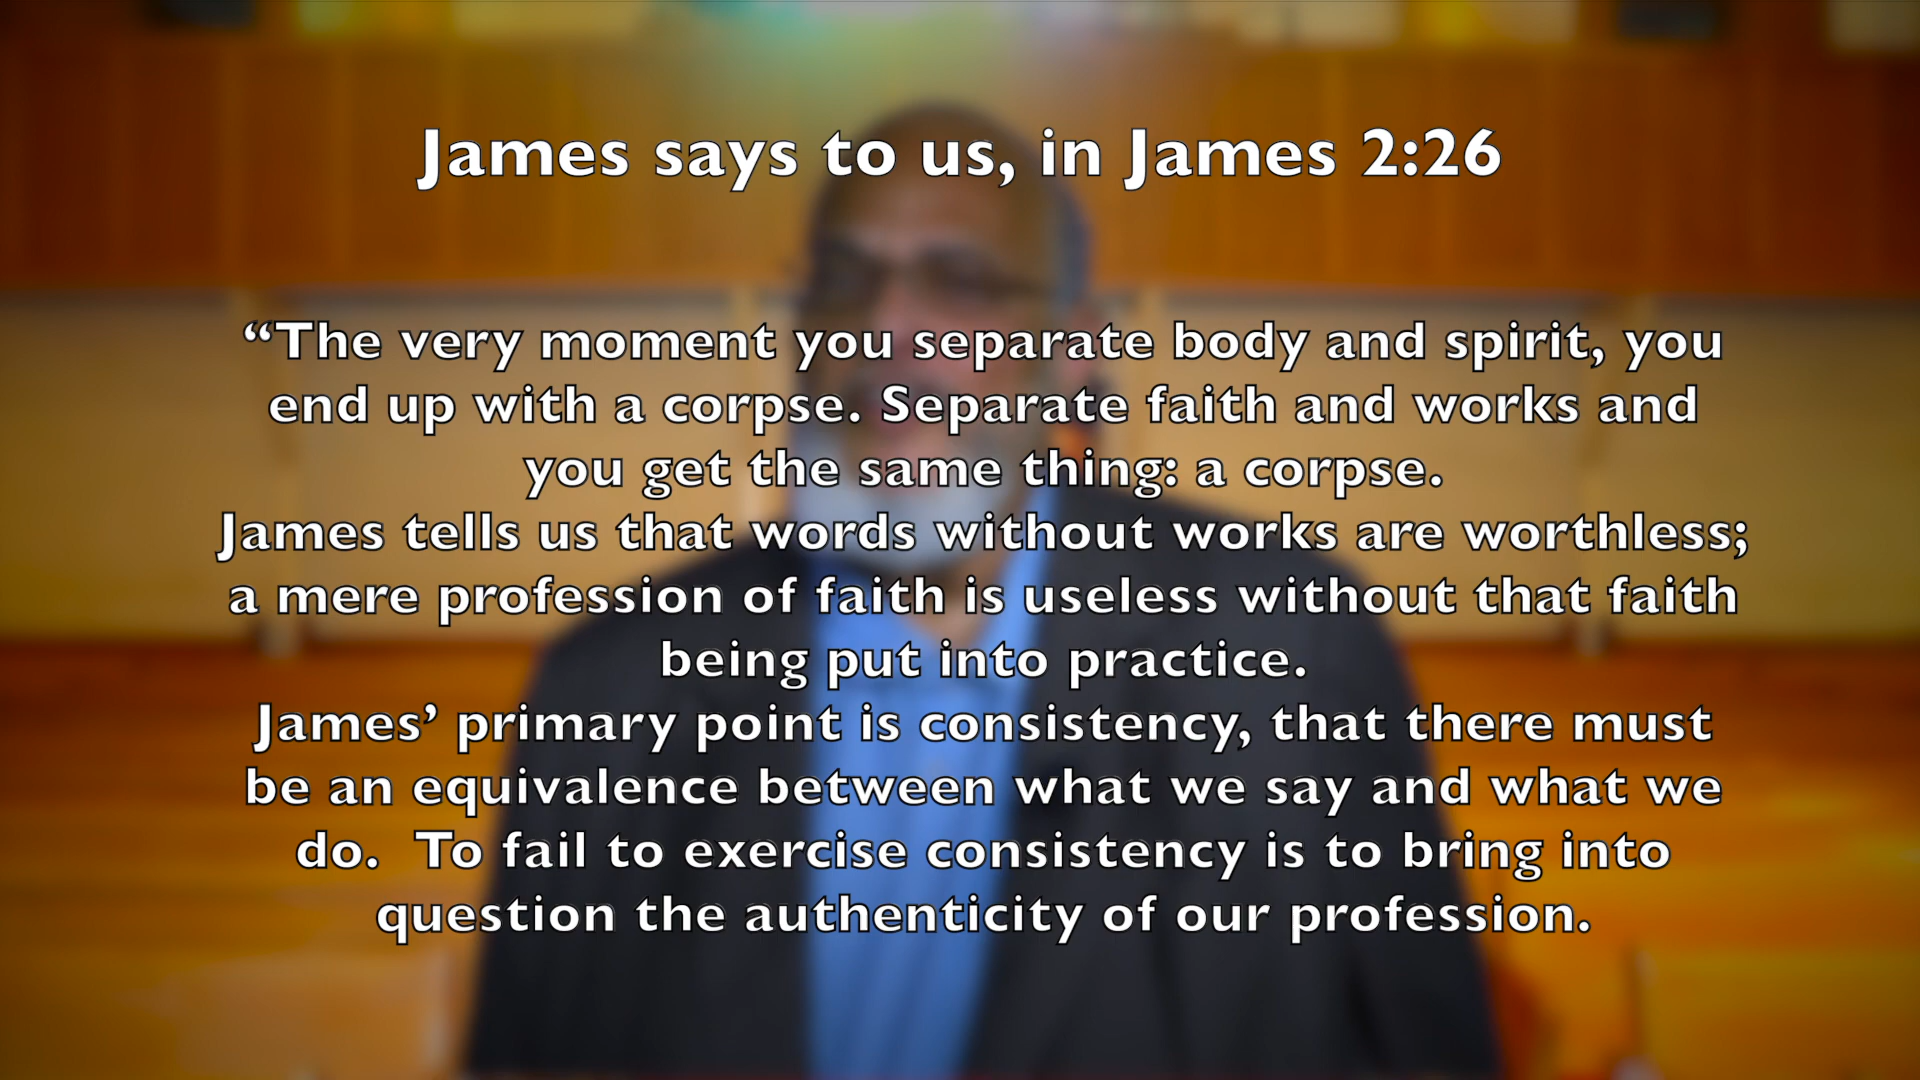 James says to us, in James 2:26
“The very moment you separate body and spirit, you
end up with a corpse. Separate faith and works and
you get the same thing: a corpse.
James tells us that words without works are worthless;
a mere profession of faith is useless without that faith
being put into practice.
James’ primary point is consistency, that there must
be an equivalence between what we say and what we
do.  To fail to exercise consistency is to bring into
question the authenticity of our profession.